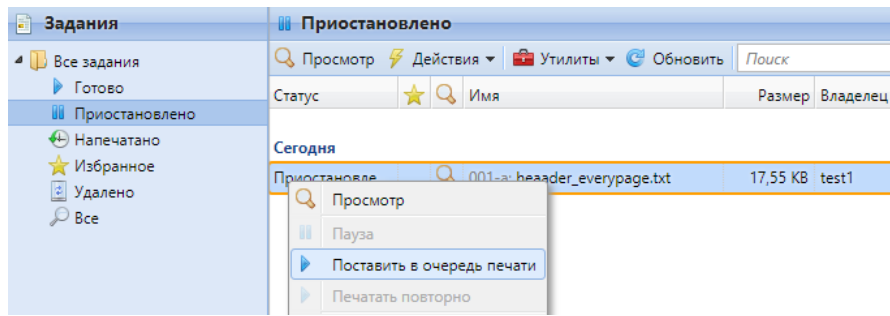 Задания
Приостановлено
Все задания
Готово
Приостановлено
Напечатано
Избранное
Удалено
Все
Просмотр Действия Утилиты Обновить Поиск
Статус Имя Размер Владелец
Сегодня
Приостановле 001-a: heaader_everypage.txt 17,55 KB test1
Просмотр
Пауза
Поставить в очередь печати
Печатать повторно